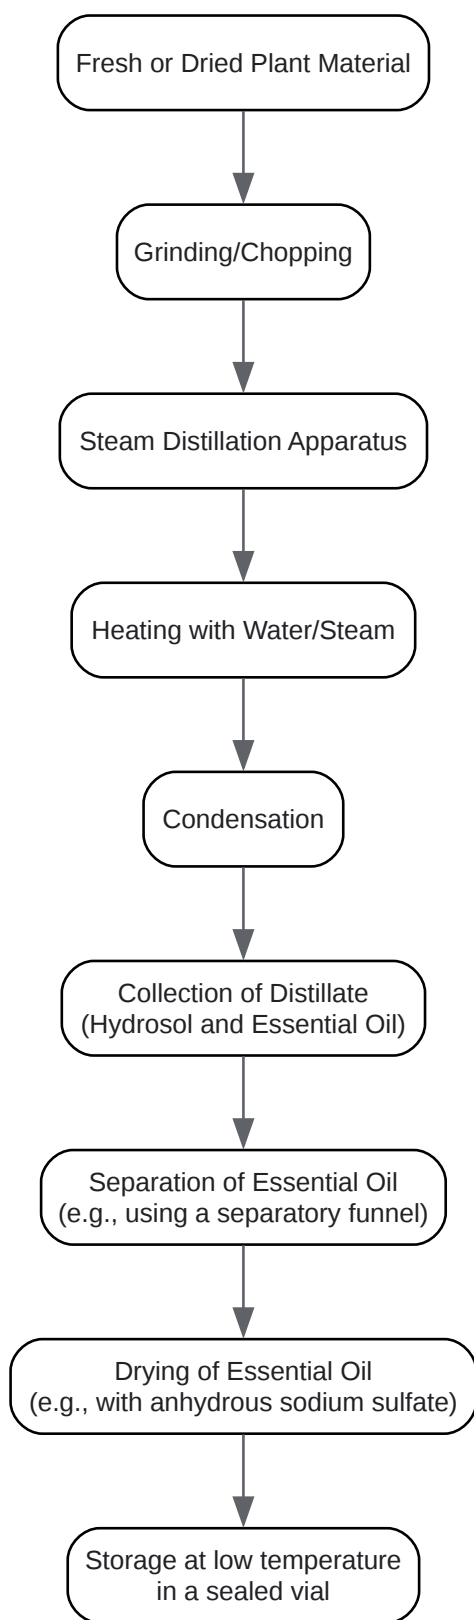 Fresh or Dried Plant Material
Grinding/Chopping
Steam Distillation Apparatus
Heating with Water/Steam
Condensation
Collection of Distillate
(Hydrosol and Essential Oil)
Separation of Essential Oil
(e.g., using a separatory funnel)
Drying of Essential Oil
(e.g., with anhydrous sodium sulfate)
Storage at low temperature
in a sealed vial